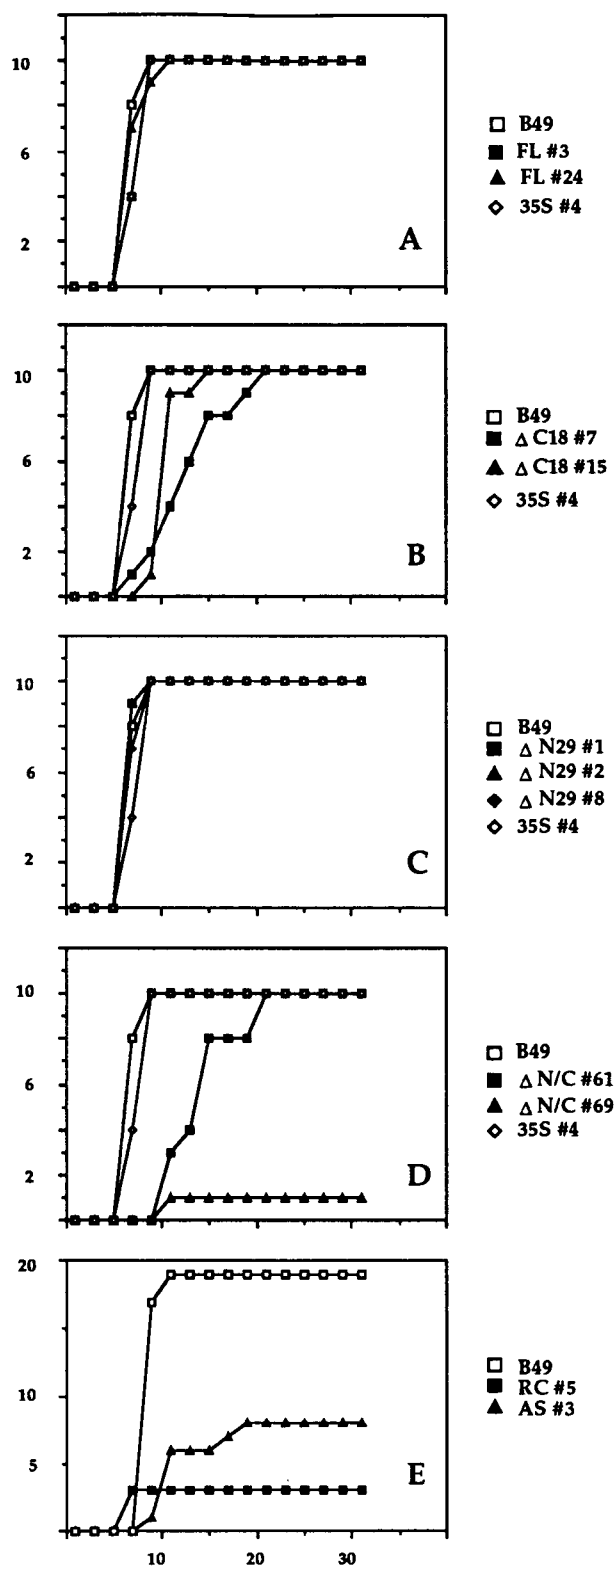 10
6
2
A
B49
FL #3
FL #24
35S #4
10
6
2
B
B49
Δ C18 #7
Δ C18 #15
35S #4
10
6
2
C
B49
Δ N29 #1
Δ N29 #2
Δ N29 #8
35S #4
10
6
2
D
B49
Δ N/C #61
Δ N/C #69
35S #4
20
10
5
E
B49
RC #5
AS #3
10 20 30